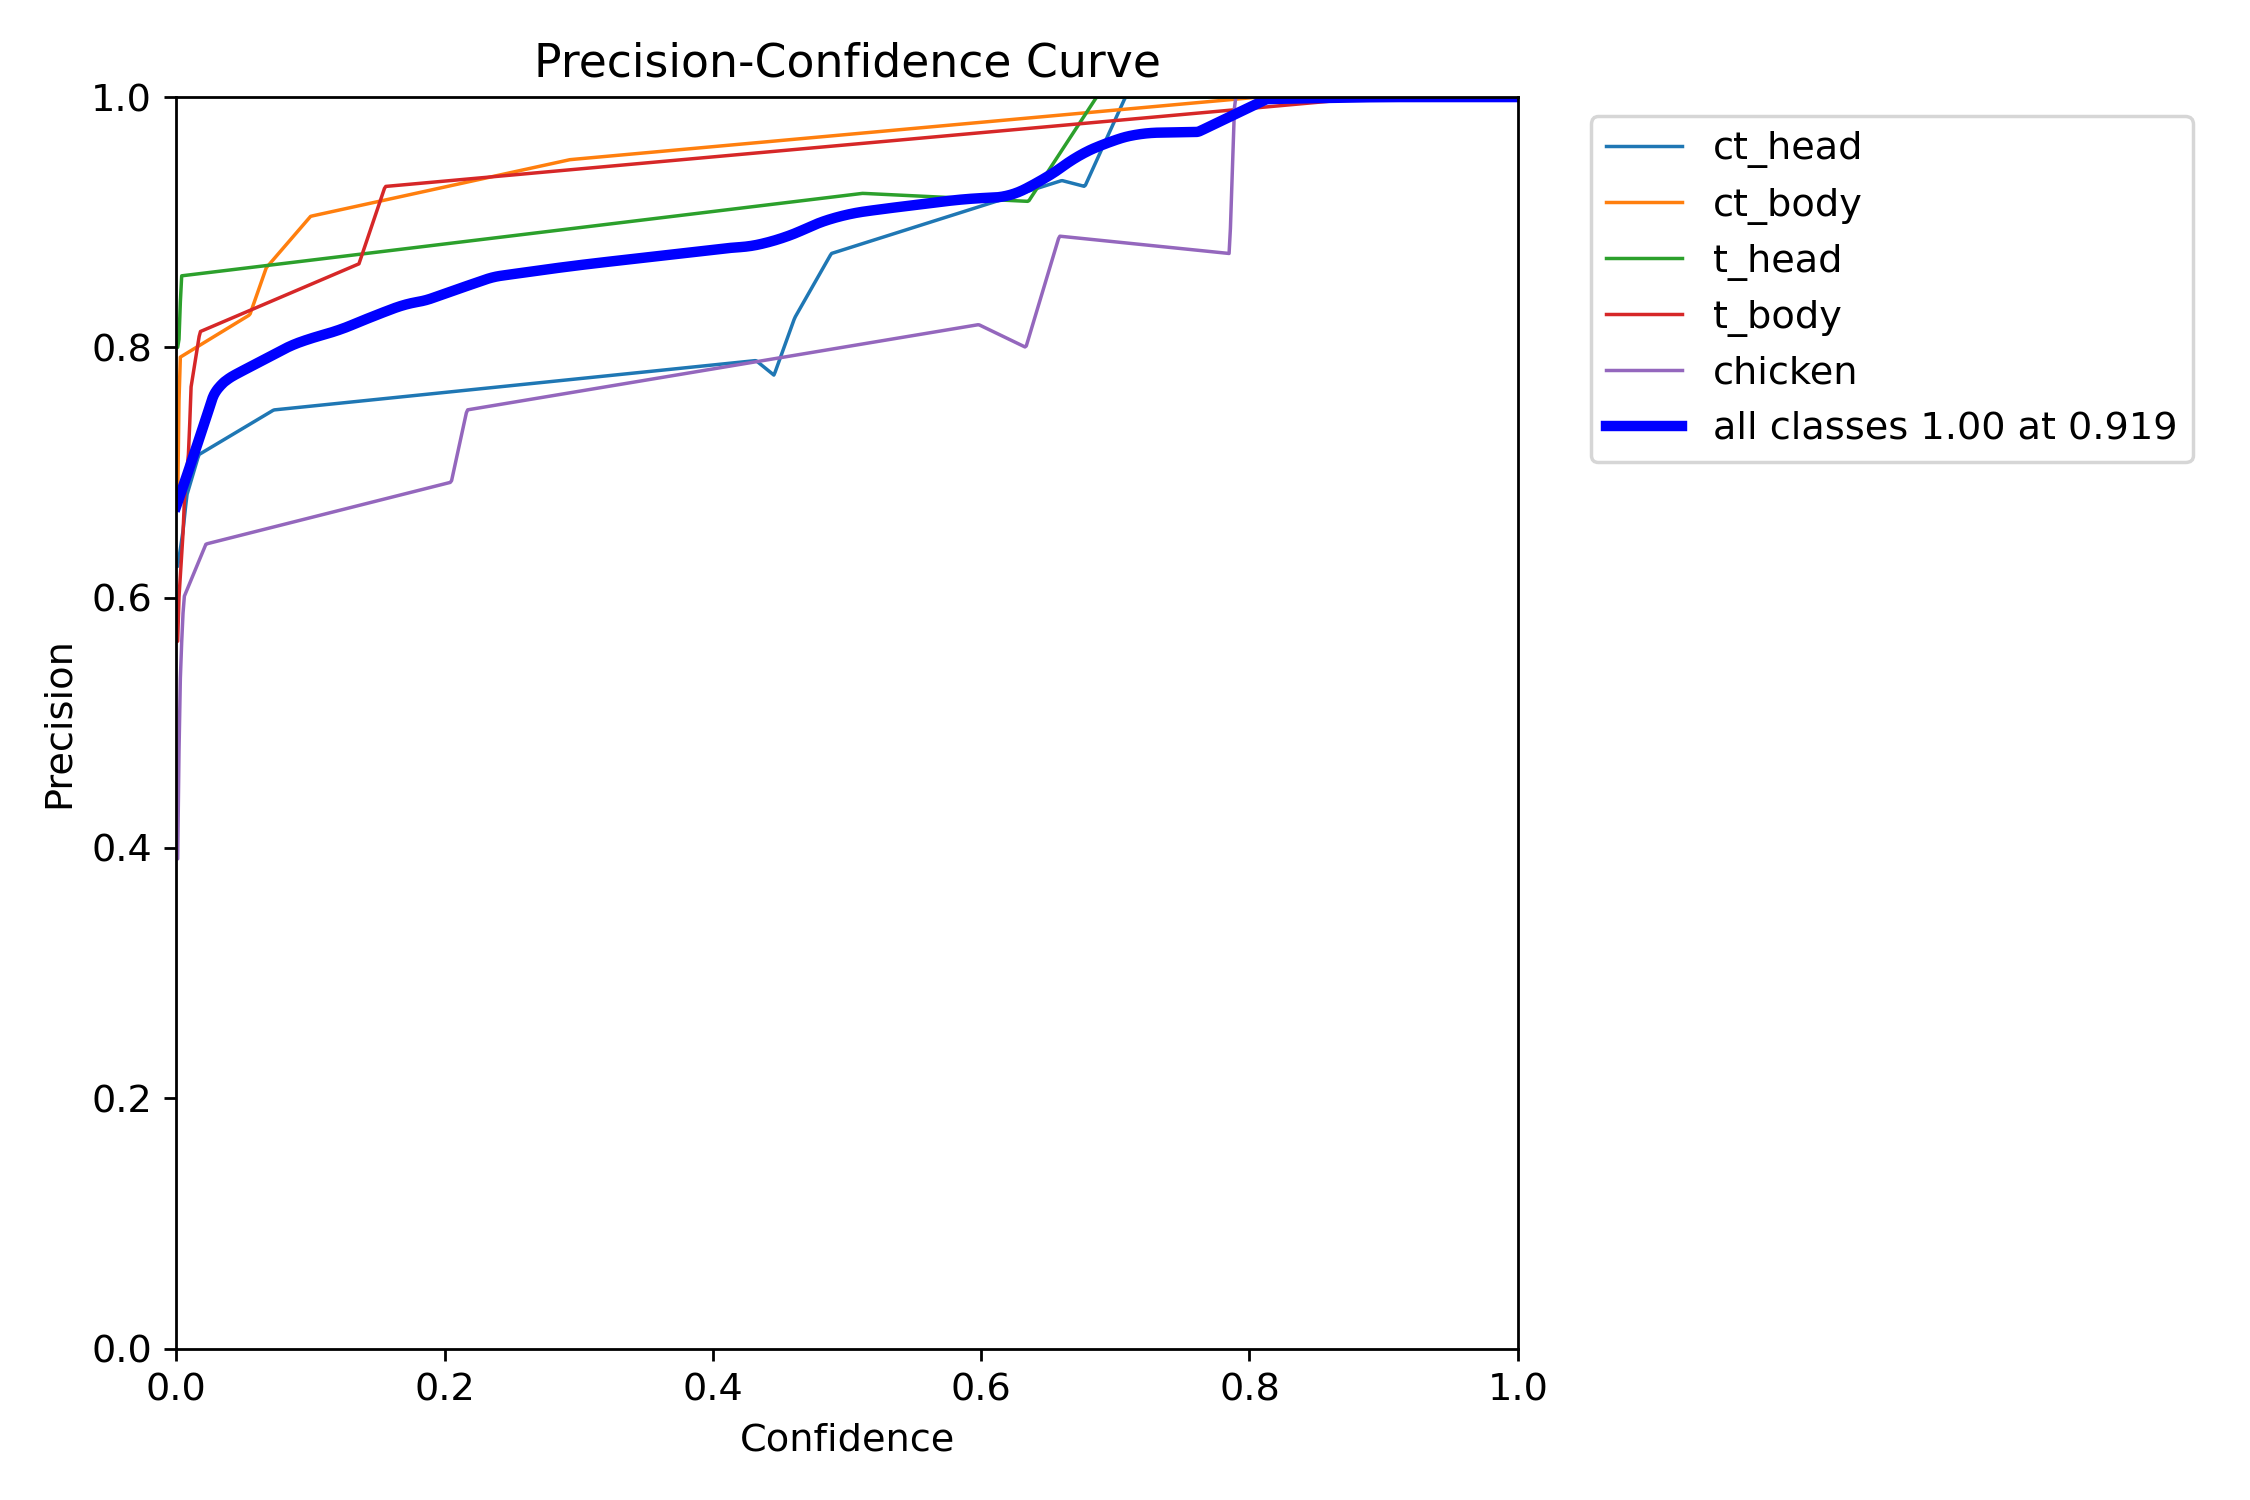 Precision-Confidence Curve
1.0
0.8
0.6
0.4
0.2
0.0
Precision
0.0 0.2 0.4 0.6 0.8 1.0
Confidence
ct_head
ct_body
t_head
t_body
chicken
all classes 1.00 at 0.919